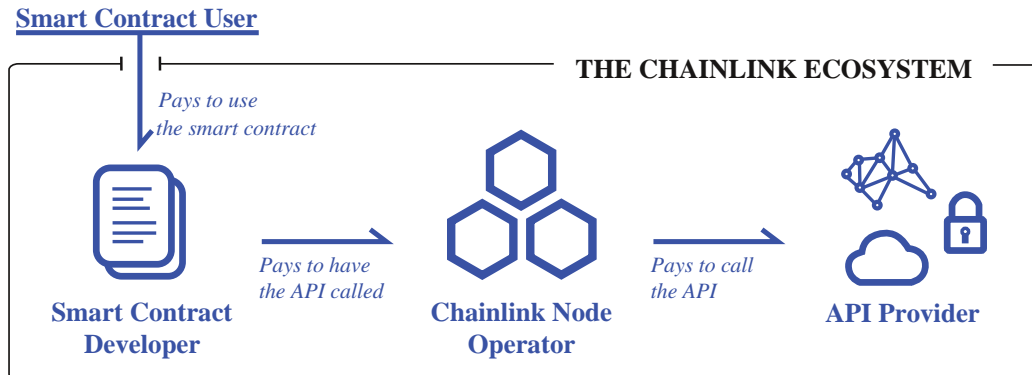 Smart Contract User
THE CHAINLINK ECOSYSTEM
Pays to use
the smart contract
Pays to have
the API called
Pays to call
the API
Smart Contract
Developer
Chainlink Node
Operator
API Provider